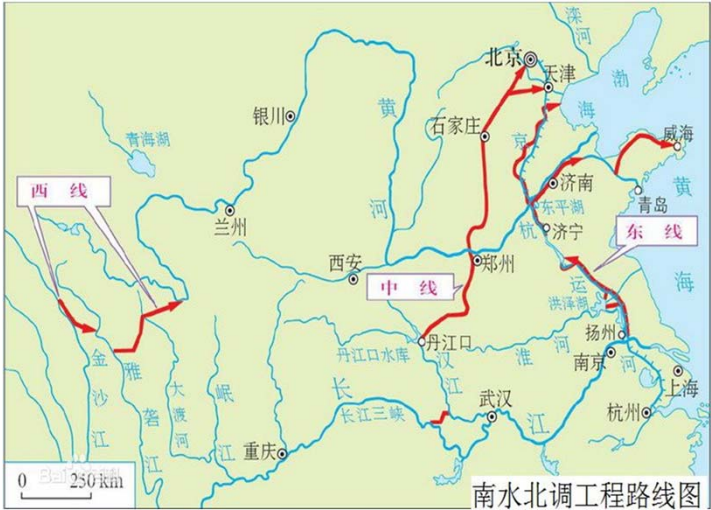 滦河
北京
天津
渤海
黄河
银川
石家庄
京
青海湖
威海
西 线
济南
黄海
东平湖
青岛
兰州
杭
济宁
东 线
西安
郑州
运
中 线
洪泽湖
扬州
丹江口
丹江口水库
汉江
淮河
南京
河
金沙江
雅砻江
大渡河
岷江
长江
上海
长江三峡
武汉
杭州
重庆
Bai
0 250 km
南水北调工程路线图